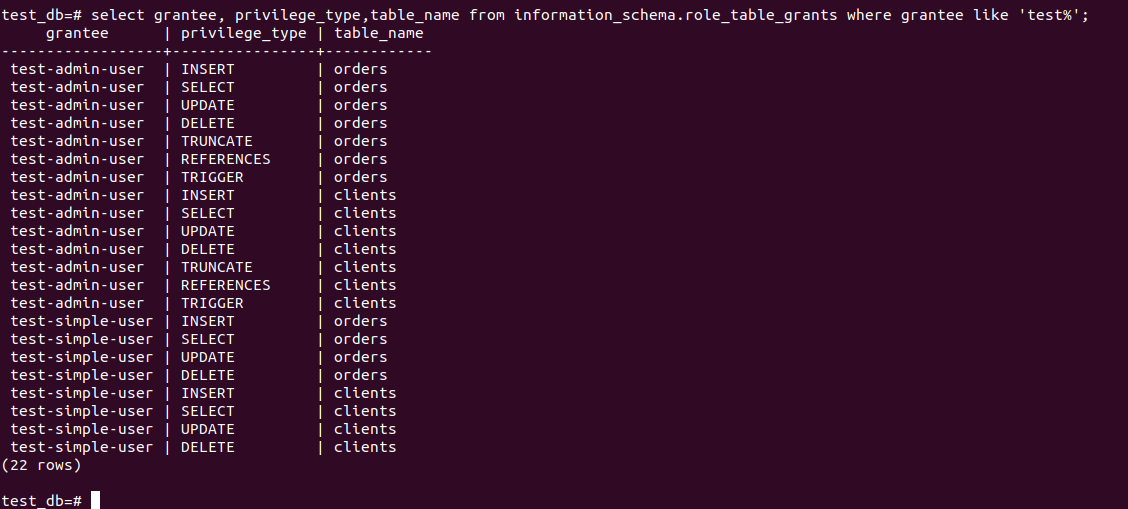 test_db=# select grantee, privilege_type,table_name from information_schema.role_table_grants where grantee like 'test%';
     grantee      | privilege_type | table_name
------------------+----------------+------------
 test-admin-user  | INSERT         | orders
 test-admin-user  | SELECT         | orders
 test-admin-user  | UPDATE         | orders
 test-admin-user  | DELETE         | orders
 test-admin-user  | TRUNCATE       | orders
 test-admin-user  | REFERENCES     | orders
 test-admin-user  | TRIGGER        | orders
 test-admin-user  | INSERT         | clients
 test-admin-user  | SELECT         | clients
 test-admin-user  | UPDATE         | clients
 test-admin-user  | DELETE         | clients
 test-admin-user  | TRUNCATE       | clients
 test-admin-user  | REFERENCES     | clients
 test-admin-user  | TRIGGER        | clients
 test-simple-user | INSERT         | orders
 test-simple-user | SELECT         | orders
 test-simple-user | UPDATE         | orders
 test-simple-user | DELETE         | orders
 test-simple-user | INSERT         | clients
 test-simple-user | SELECT         | clients
 test-simple-user | UPDATE         | clients
 test-simple-user | DELETE         | clients
(22 rows)
test_db=#